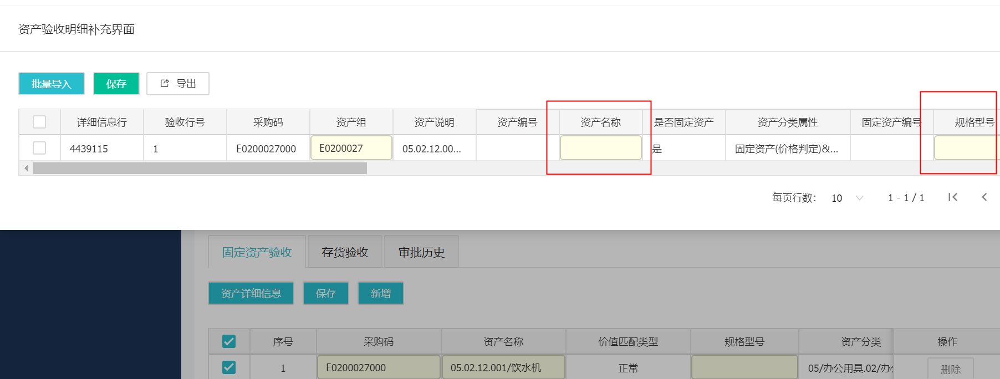 资产验收明细补充界面
批量导入 保存 导出
详细信息行 验收行号 采购码 资产组 资产说明 资产编号 资产名称 是否固定资产 资产分类属性 固定资产编号 规格型号
4439115 1 E0200027000 E0200027 05.02.12.00... 是 固定资产(价格判定)&...
每页行数： 10 1 - 1 / 1
固定资产验收 存货验收 审批历史
资产详细信息 保存 新增
序号 采购码 资产名称 价值匹配类型 规格型号 资产分类 操作
1 E0200027000 05.02.12.001/饮水机 正常 05/办公用具.02/办 删除